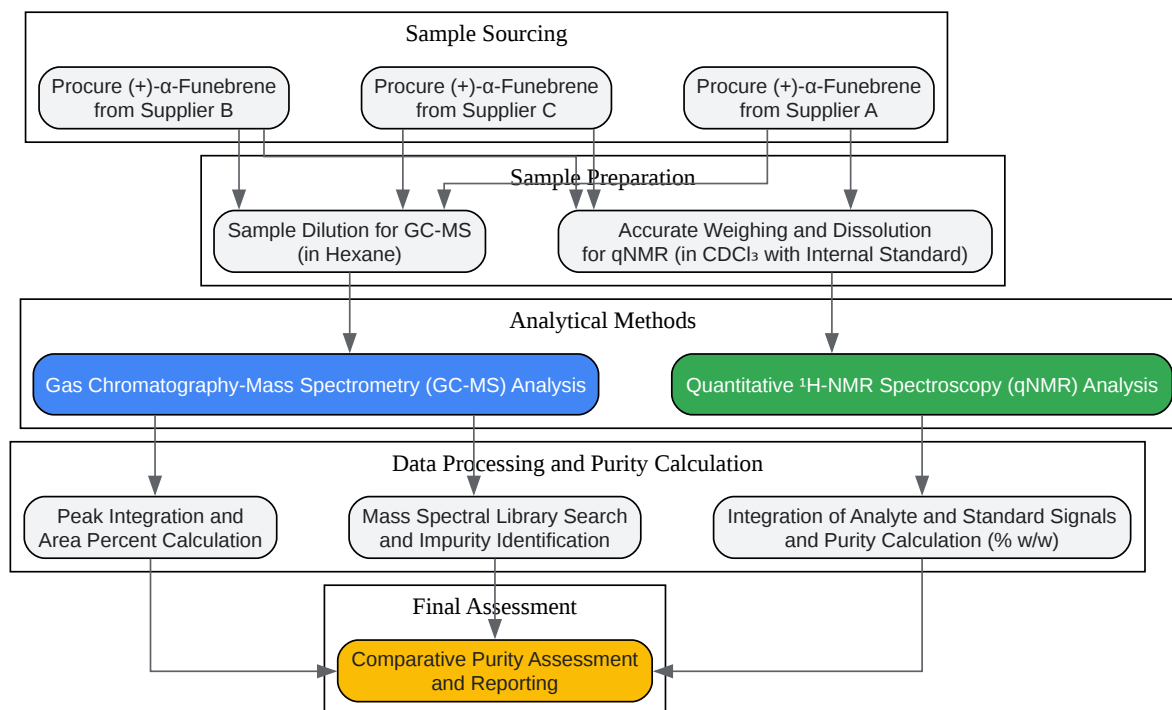 Sample Sourcing
Procure (+)-α-Funebrene
from Supplier B
Procure (+)-α-Funebrene
from Supplier C
Procure (+)-α-Funebrene
from Supplier A
Sample Preparation
Sample Dilution for GC-MS
(in Hexane)
Accurate Weighing and Dissolution
for qNMR (in CDCl₃ with Internal Standard)
Analytical Methods
Gas Chromatography-Mass Spectrometry (GC-MS) Analysis
Quantitative ¹H-NMR Spectroscopy (qNMR) Analysis
Data Processing and Purity Calculation
Peak Integration and
Area Percent Calculation
Mass Spectral Library Search
and Impurity Identification
Integration of Analyte and Standard Signals
and Purity Calculation (% w/w)
Final Assessment
Comparative Purity Assessment
and Reporting